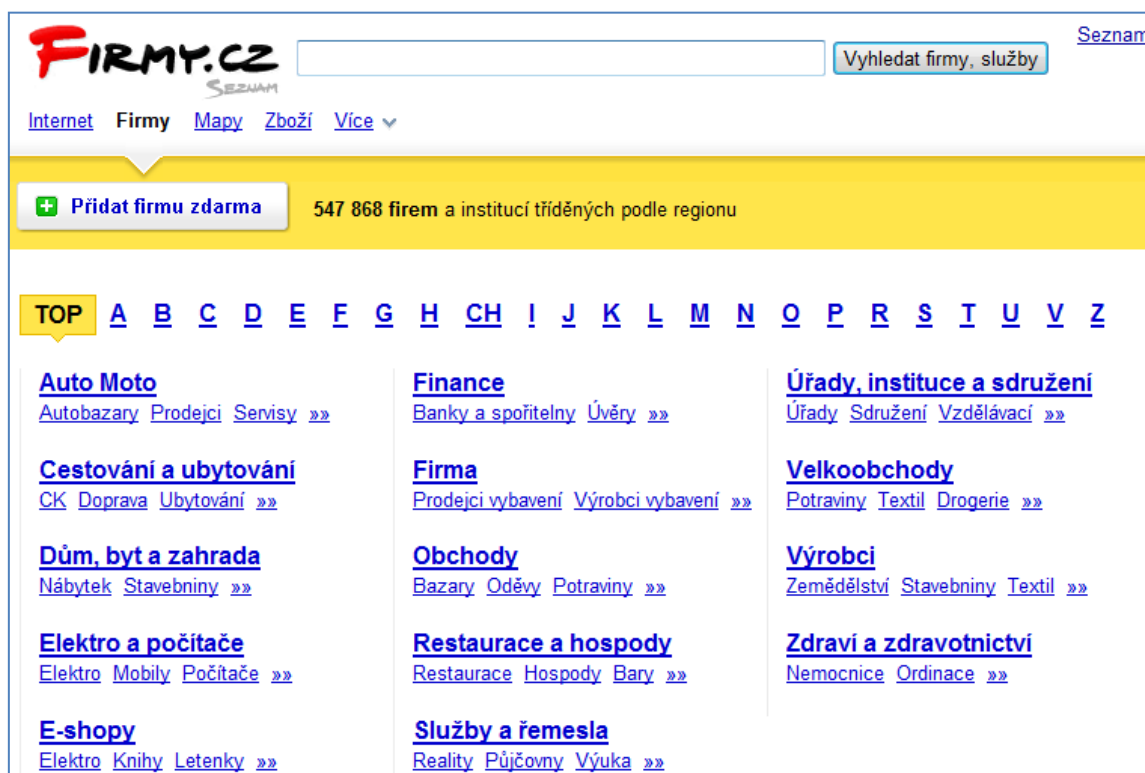 FIRMY.CZ
SEZNAM
Vyhledat firmy, služby
Seznam
Internet Firmy Mapy Zboží Více
Přidat firmu zdarma
547 868 firem a institucí tříděných podle regionu
TOP A B C D E F G H CH I J K L M N O P R S T U V Z
Auto Moto
Autobazary Prodejci Servisy »»
Cestování a ubytování
CK Doprava Ubytování »»
Dům, byt a zahrada
Nábytek Stavebniny »»
Elektro a počítače
Elektro Mobily Počítače »»
E-shopy
Elektro Knihy Letenky »»
Finance
Banky a spořitelny Úvěry »»
Firma
Prodejci vybavení Výrobci vybavení »»
Obchody
Bazary Oděvy Potraviny »»
Restaurace a hospody
Restaurace Hospody Bary »»
Služby a řemesla
Reality Půjčovny Výuka »»
Úřady, instituce a sdružení
Úřady Sdružení Vzdělávací »»
Velkoobchody
Potraviny Textil Drogerie »»
Výrobci
Zemědělství Stavebniny Textil »»
Zdraví a zdravotnictví
Nemocnice Ordinace »»